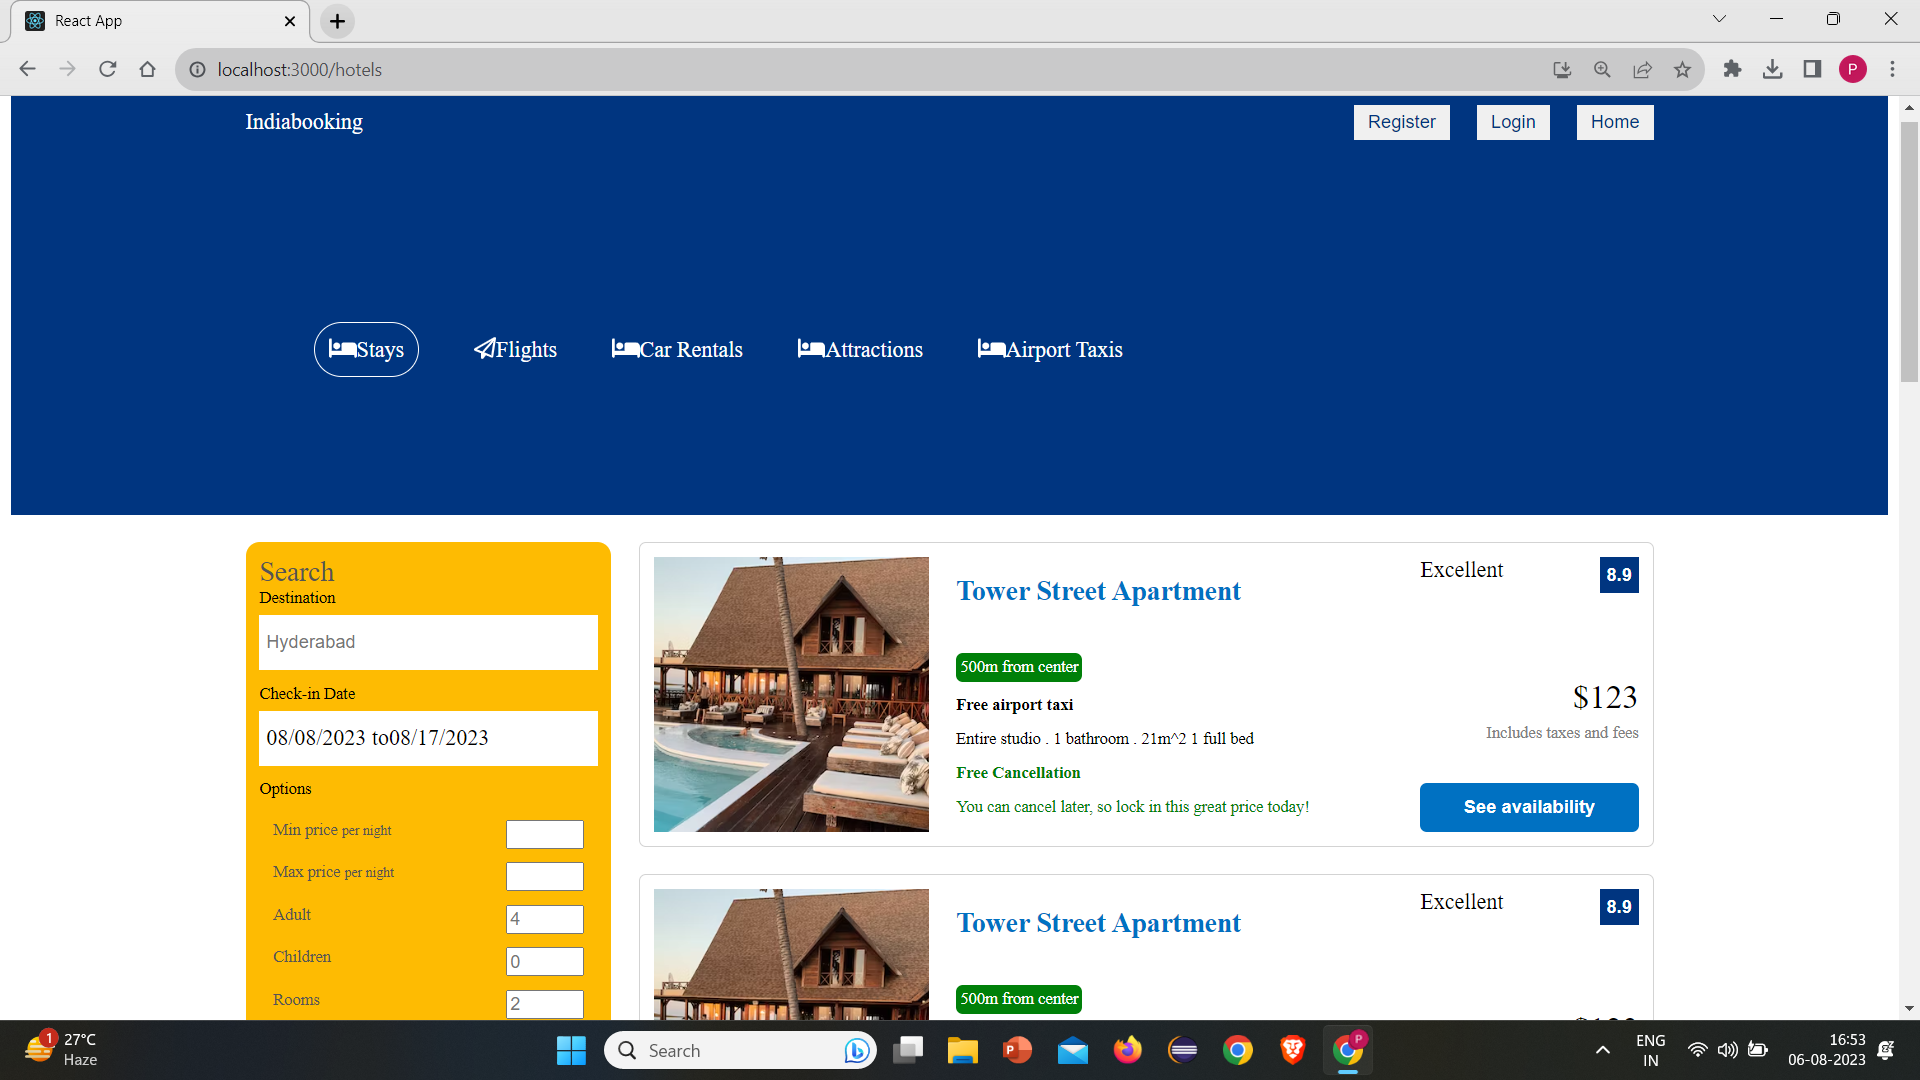 React App
localhost:3000/hotels
P
Indiabooking
Register
Login
Home
Stays
Flights
Car Rentals
Attractions
Airport Taxis
Search
Destination
Hyderabad
Check-in Date
08/08/2023 to08/17/2023
Options
Min price per night
Max price per night
Adult
4
Children
0
Rooms
2
Tower Street Apartment
Excellent
8.9
500m from center
Free airport taxi
Entire studio . 1 bathroom . 21m^2 1 full bed
Free Cancellation
You can cancel later, so lock in this great price today!
$123
Includes taxes and fees
See availability
Tower Street Apartment
Excellent
8.9
500m from center
1
27°C
Haze
Search
P
P
ENG
IN
16:53
06-08-2023